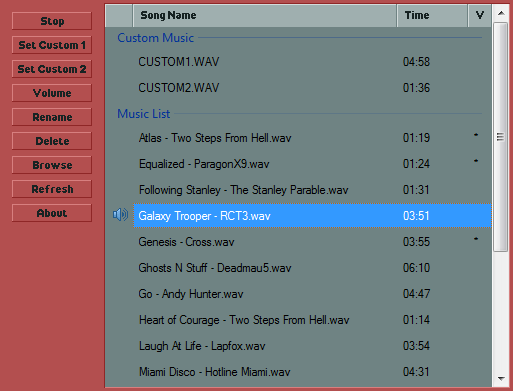 Stop
Set Custom 1
Set Custom 2
Volume
Rename
Delete
Browse
Refresh
About
Song Name Time V
Custom Music
CUSTOM1.WAV 04:58
CUSTOM2.WAV 01:36
Music List
Atlas - Two Steps From Hell.wav 01:19 *
Equalized - ParagonX9.wav 01:24 *
Following Stanley - The Stanley Parable.wav 01:31
Galaxy Trooper - RCT3.wav 03:51
Genesis - Cross.wav 03:55 *
Ghosts N Stuff - Deadmau5.wav 06:10
Go - Andy Hunter.wav 04:47
Heart of Courage - Two Steps From Hell.wav 01:14
Laugh At Life - Lapfox.wav 03:54
Miami Disco - Hotline Miami.wav 04:31